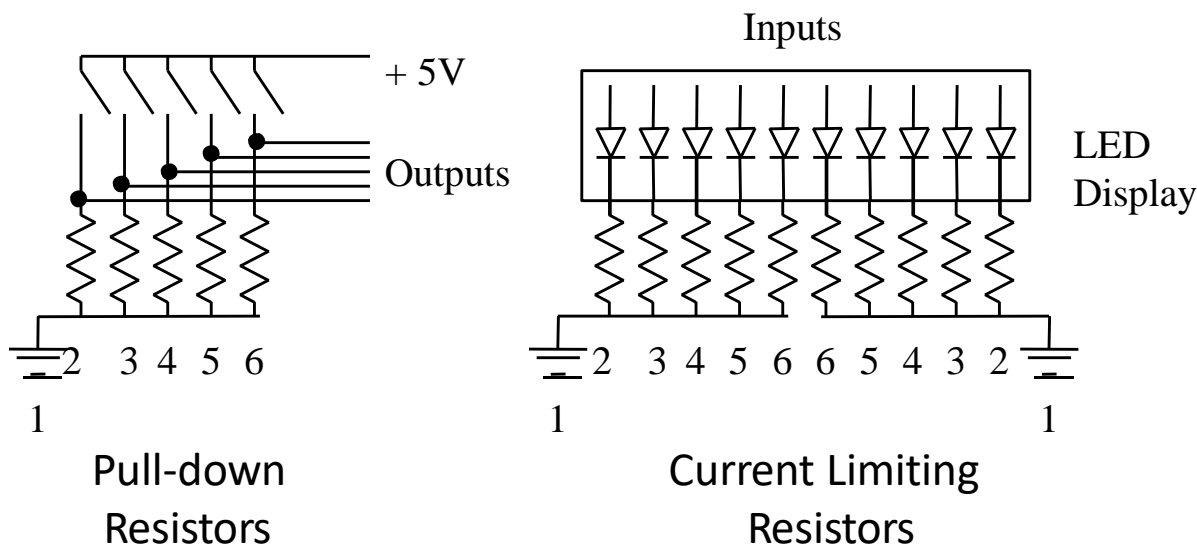 Inputs
+ 5V
Outputs
LED
Display
2 3 4 5 6
1
2 3 4 5 6 6 5 4 3 2
1 1
Pull-down
Resistors
Current Limiting
Resistors